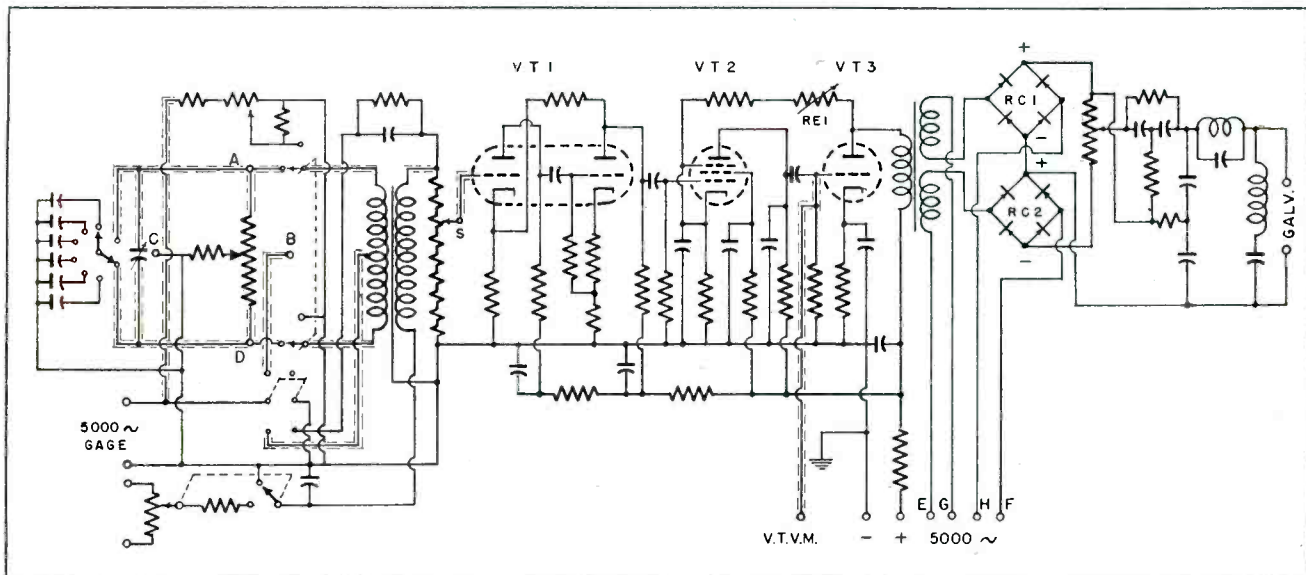 VT1 VT2 VT3
RE1
+
RC1
-
+
RC2
-
A
C
B
D
S
5000 ~
GAGE
GALV.
E G H F
V.T.V.M. - + 5000 ~